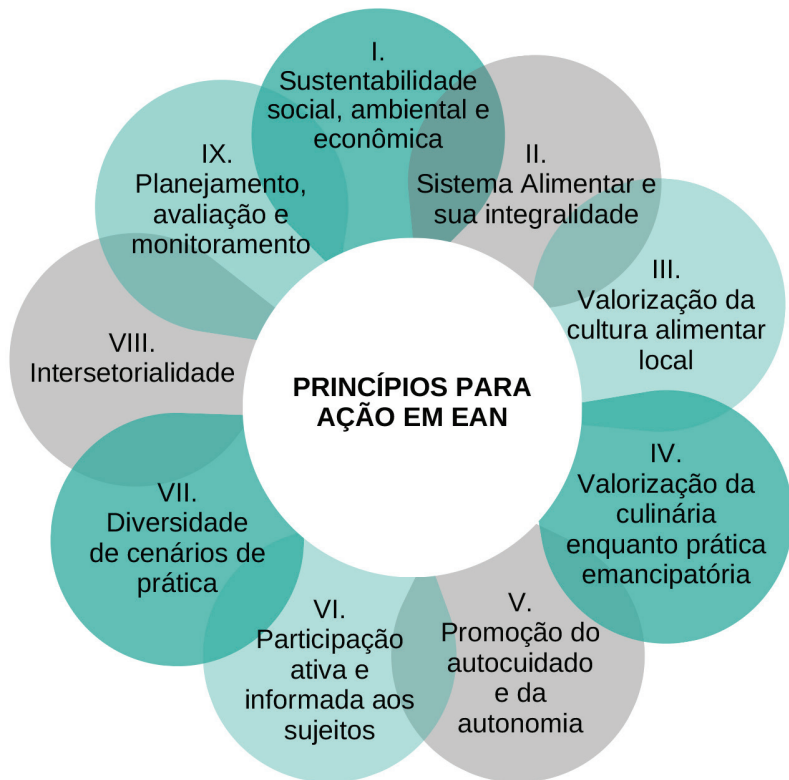 I.
Sustentabilidade
social, ambiental e
econômica
II.
Sistema Alimentar e
sua integralidade
III.
Valorização da
cultura alimentar
local
IV.
Valorização da
culinária
enquanto prática
emancipatória
V.
Promoção do
autocuidado
e da
autonomia
VI.
Participação
ativa e
informada aos
sujeitos
VII.
Diversidade
de cenários de
prática
VIII.
Intersetorialidade
IX.
Planejamento,
avaliação e
monitoramento
PRINCÍPIOS PARA
AÇÃO EM EAN